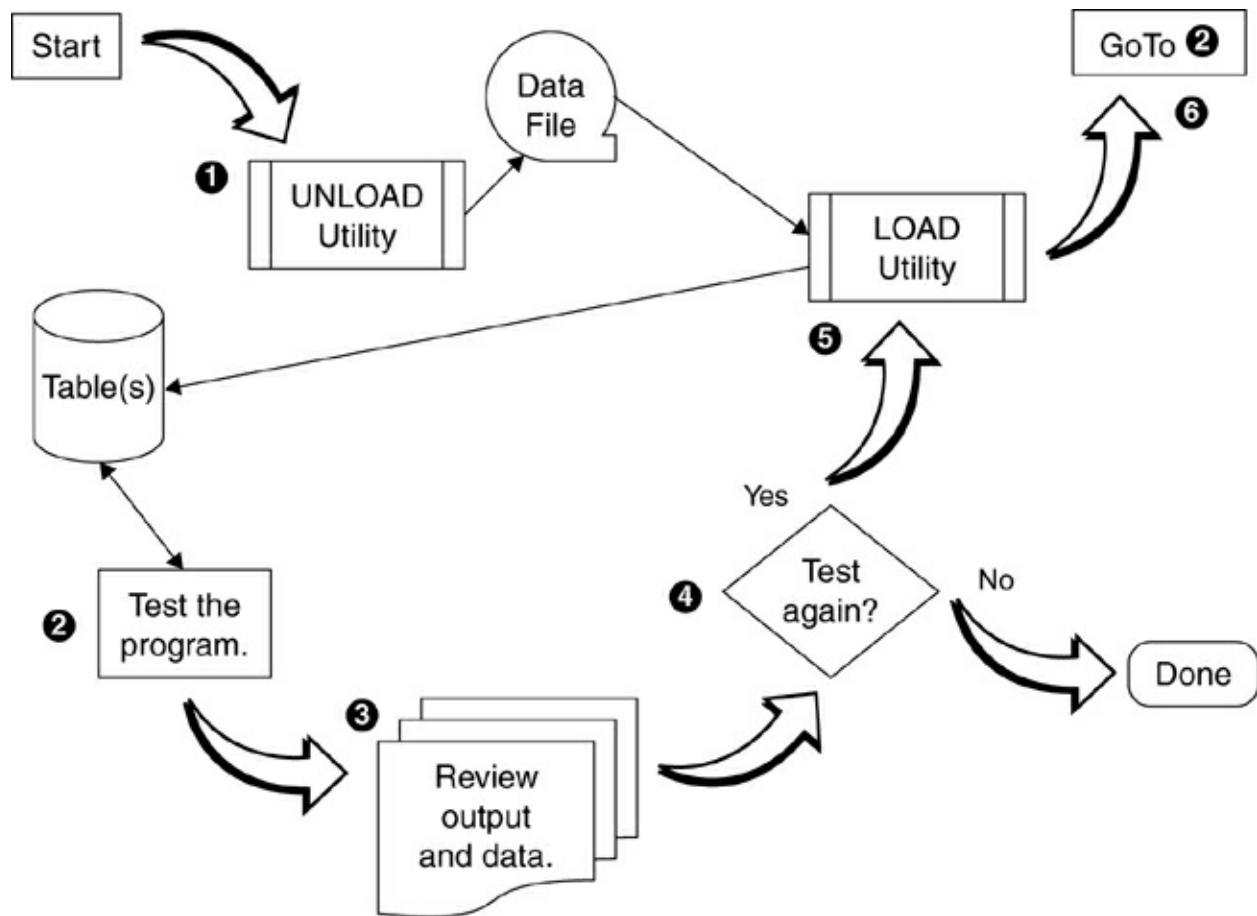 Start
GoTo ❷
❻
Data
File
❶
UNLOAD
Utility
LOAD
Utility
❺
Table(s)
Yes
❹
Test
again?
No
❷
Test the
program.
Done
❸
Review
output
and data.